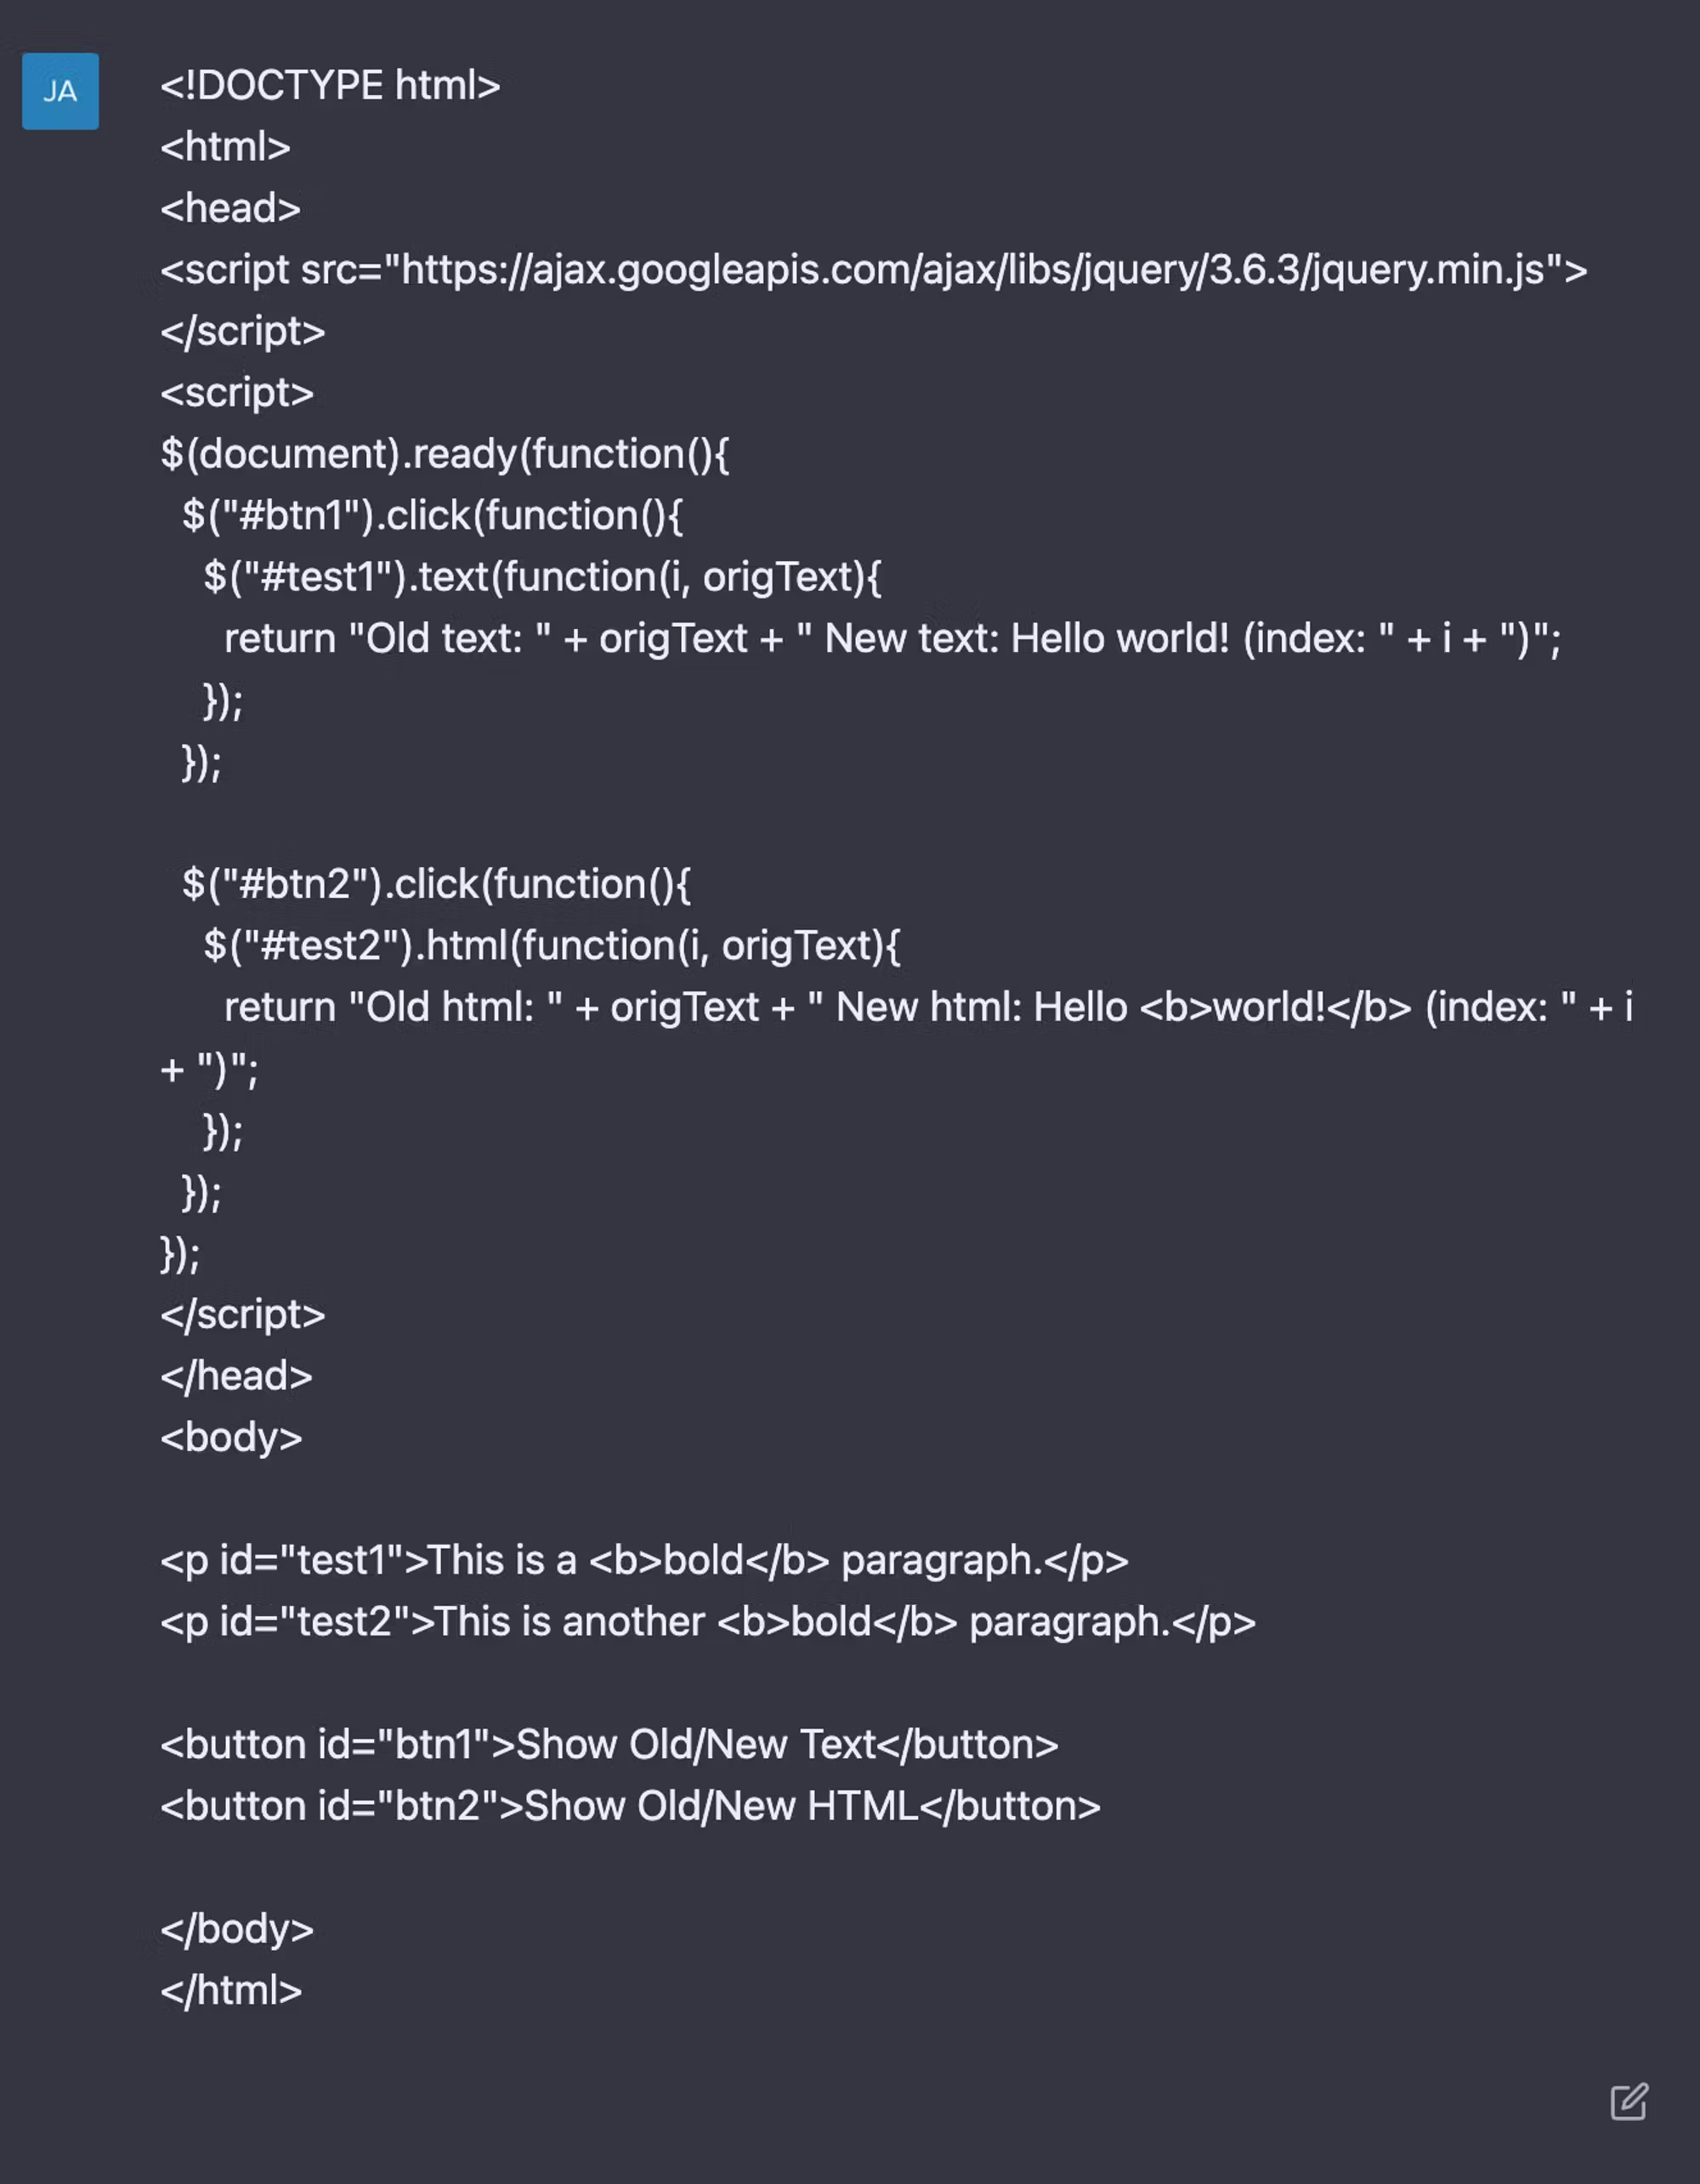 JA
<!DOCTYPE html>
<html>
<head>
<script src="https://ajax.googleapis.com/ajax/libs/jquery/3.6.3/jquery.min.js">
</script>
<script>
$(document).ready(function(){
  $("#btn1").click(function(){
    $("#test1").text(function(i, origText){
      return "Old text: " + origText + " New text: Hello world! (index: " + i + ")";
    });
  });

  $("#btn2").click(function(){
    $("#test2").html(function(i, origText){
      return "Old html: " + origText + " New html: Hello <b>world!</b> (index: " + i
+ ")";
    });
  });
});
</script>
</head>
<body>

<p id="test1">This is a <b>bold</b> paragraph.</p>
<p id="test2">This is another <b>bold</b> paragraph.</p>

<button id="btn1">Show Old/New Text</button>
<button id="btn2">Show Old/New HTML</button>

</body>
</html>